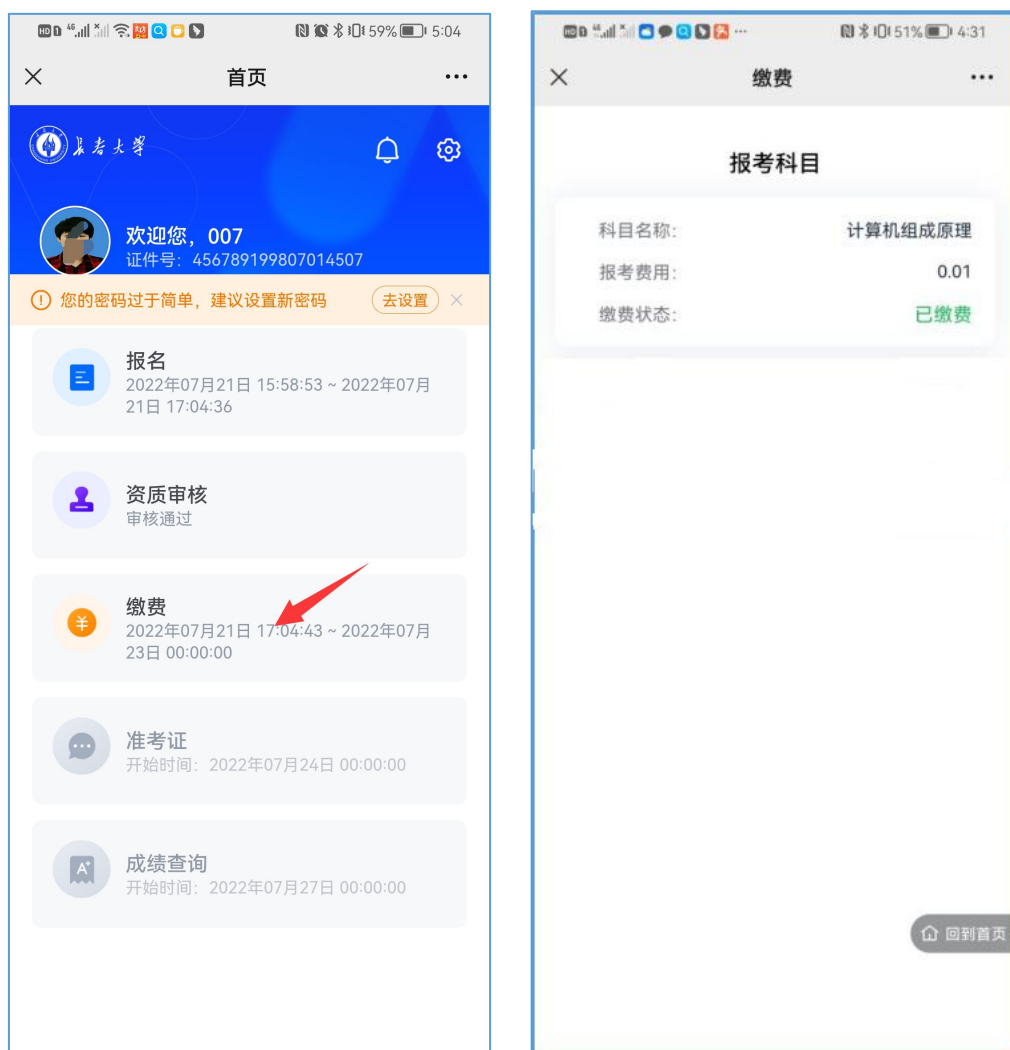 59% 5:04
首页
欢迎您，007
证件号：456789199807014507
您的密码过于简单，建议设置新密码
去设置
报名
2022年07月21日 15:58:53 ~ 2022年07月
21日 17:04:36
资质审核
审核通过
缴费
2022年07月21日 17:04:43 ~ 2022年07月
23日 00:00:00
准考证
开始时间：2022年07月24日 00:00:00
成绩查询
开始时间：2022年07月27日 00:00:00
51% 4:31
缴费
报考科目
科目名称: 计算机组成原理
报考费用: 0.01
缴费状态: 已缴费
回到首页